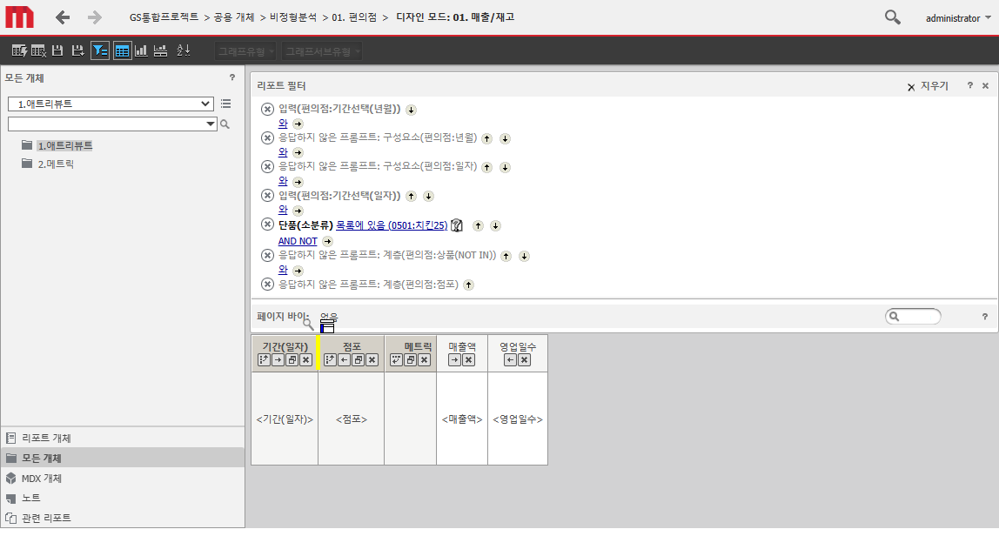 GS통합프로젝트 > 공용 개체 > 비정형분석 > 01. 편의점 > 디자인 모드: 01. 매출/재고
administrator
그래프유형
그래프서브유형
모든 개체
?
1.애트리뷰트
1.애트리뷰트
2.메트릭
리포트 개체
모든 개체
MDX 개체
노트
관련 리포트
리포트 필터
지우기
?
입력(편의점:기간선택(년월))
와
응답하지 않은 프롬프트: 구성요소(편의점:년월)
와
응답하지 않은 프롬프트: 구성요소(편의점:일자)
와
입력(편의점:기간선택(일자))
와
단품(소분류) 목록에 있음 (0501:치킨25)
AND NOT
응답하지 않은 프롬프트: 계층(편의점:상품(NOT IN))
와
응답하지 않은 프롬프트: 계층(편의점:점포)
페이지 바이: 없음
?
기간(일자) 점포 메트릭 매출액 영업일수
<기간(일자)> <점포> <매출액> <영업일수>